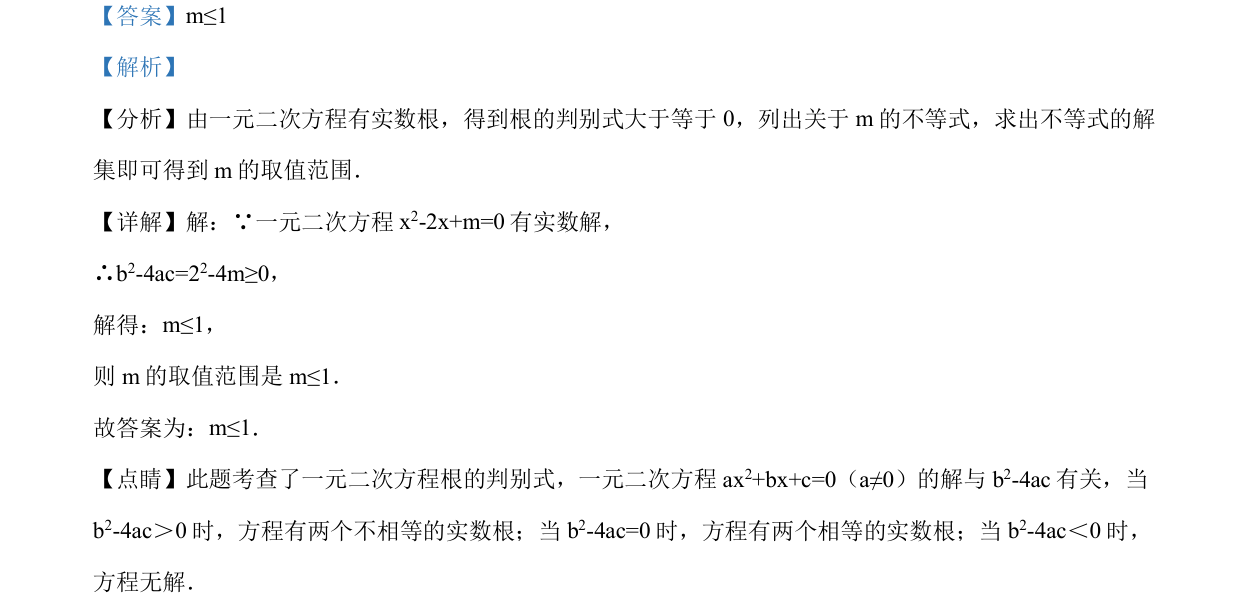 【答案】m≤1
【解析】
【分析】由一元二次方程有实数根，得到根的判别式大于等于 0，列出关于 m 的不等式，求出不等式的解
集即可得到 m 的取值范围．
【详解】解：∵一元二次方程 x²-2x+m=0 有实数解，
∴b²-4ac=2²-4m≥0，
解得：m≤1，
则 m 的取值范围是 m≤1．
故答案为：m≤1．
【点睛】此题考查了一元二次方程根的判别式，一元二次方程 ax²+bx+c=0（a≠0）的解与 b²-4ac 有关，当
b²-4ac＞0 时，方程有两个不相等的实数根；当 b²-4ac=0 时，方程有两个相等的实数根；当 b²-4ac＜0 时，
方程无解．